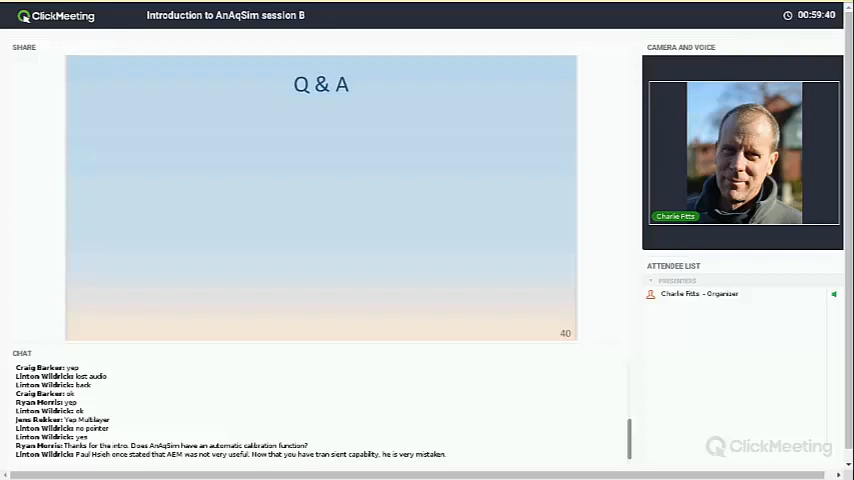 ClickMeeting
Introduction to AnAqSim session B
00:59:40
SHARE
CAMERA AND VOICE
Q & A
40
Charlie Fitts
ATTENDEE LIST
PRESENTERS
Charlie Fitts - Organizer
CHAT
Craig Barker: yep
Linton Wildrick: lost audio
Linton Wildrick: back
Craig Barker: ok
Ryan Morris: yep
Linton Wildrick: ok
Jens Rekker: Yep Multilayer
Linton Wildrick: no pointer
Linton Wildrick: yes
Ryan Morris: Thanks for the intro. Does AnAqSim have an automatic calibration function?
Linton Wildrick: Paul Hsieh once stated that AEM was not very useful. Now that you have tran sient capability, he is very mistaken.
ClickMeeting